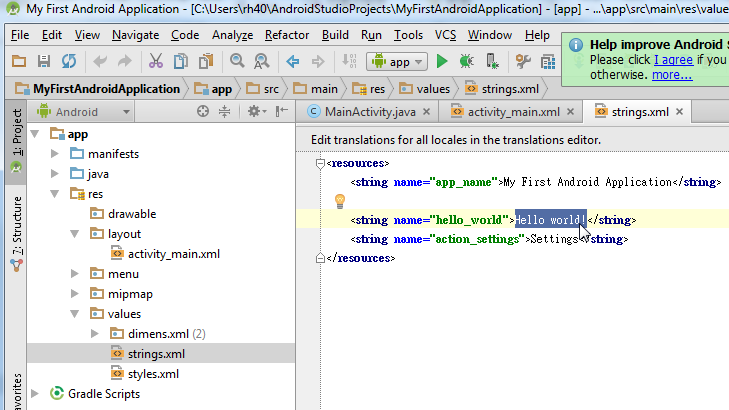 My First Android Application - [C:\Users\rh40\AndroidStudioProjects\MyFirstAndroidApplication] - [app] - ...\app\src\main\res\value
File Edit View Navigate Code Analyze Refactor Build Run Tools VCS Window
app
Help improve Android S
Please click I agree if you
otherwise. more...
MyFirstAndroidApplication app src main res values strings.xml
1: Project
7: Structure
avorites
Android
app
manifests
java
res
drawable
layout
activity_main.xml
menu
mipmap
values
dimens.xml (2)
strings.xml
styles.xml
Gradle Scripts
MainActivity.java activity_main.xml strings.xml
Edit translations for all locales in the translations editor.
<resources>
<string name="app_name">My First Android Application</string>
<string name="hello_world">Hello world!</string>
<string name="action_settings">Settings</string>
</resources>